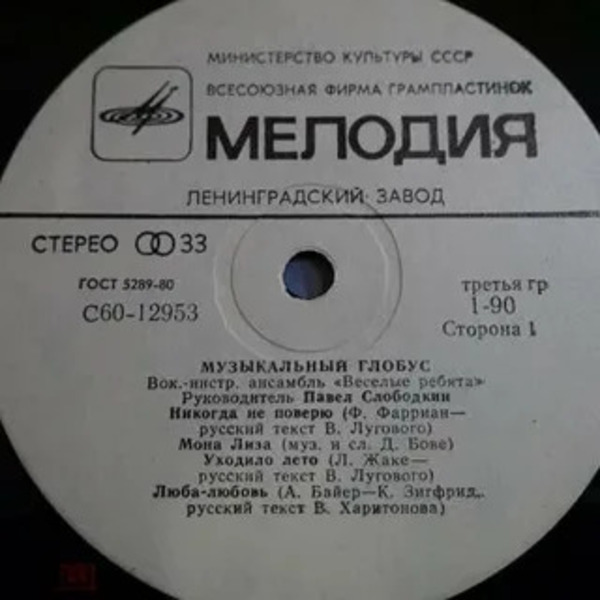 МИНИСТЕРСТВО КУЛЬТУРЫ СССР
ВСЕСОЮЗНАЯ ФИРМА ГРАМПЛАСТИНОК
МЕЛОДИЯ
ЛЕНИНГРАДСКИЙ ЗАВОД
СТЕРЕО 33
ГОСТ 5289-80
С60-12953
третья гр
1-90
Сторона 1
МУЗЫКАЛЬНЫЙ ГЛОБУС
Вок.-инстр. ансамбль «Веселые ребята»
Руководитель Павел Слободкин
Никогда не поверю (Ф. Фарриан—
русский текст В. Лугового)
Мона Лиза (муз. и сл. Д. Бове)
Уходило лето (Л. Жаке—
русский текст В. Лугового)
Люба-любовь (А. Байер—К. Зигфрид,
русский текст В. Харитонова)